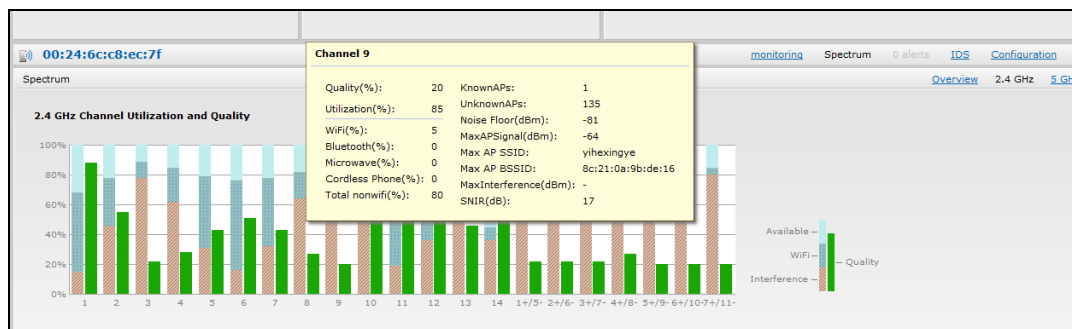 00:24:6c:c8:ec:7f
monitoring Spectrum 0 alerts IDS Configuration
Spectrum
Overview 2.4 GHz 5 GH
2.4 GHz Channel Utilization and Quality
Channel 9
Quality(%): 20
Utilization(%): 85
WiFi(%): 5
Bluetooth(%): 0
Microwave(%): 0
Cordless Phone(%): 0
Total nonwifi(%): 80
KnownAPs: 1
UnknownAPs: 135
Noise Floor(dBm): -81
MaxAPSignal(dBm): -64
Max AP SSID: yihexingye
Max AP BSSID: 8c:21:0a:9b:de:16
MaxInterference(dBm): -
SNIR(dB): 17
100%
80%
60%
40%
20%
0%
1 2 3 4 5 6 7 8 9 10 11 12 13 14 1+/5- 2+/6- 3+/7- 4+/8- 5+/9- 6+/10- 7+/11-
Available
WiFi
Interference
Quality